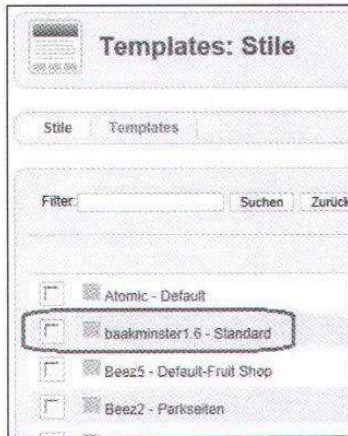 Templates: Stile
Stile Templates
Filter: Suchen Zurück
Atomic - Default
baakminster1.6 - Standard
Beez5 - Default-Fruit Shop
Beez2 - Parkseiten